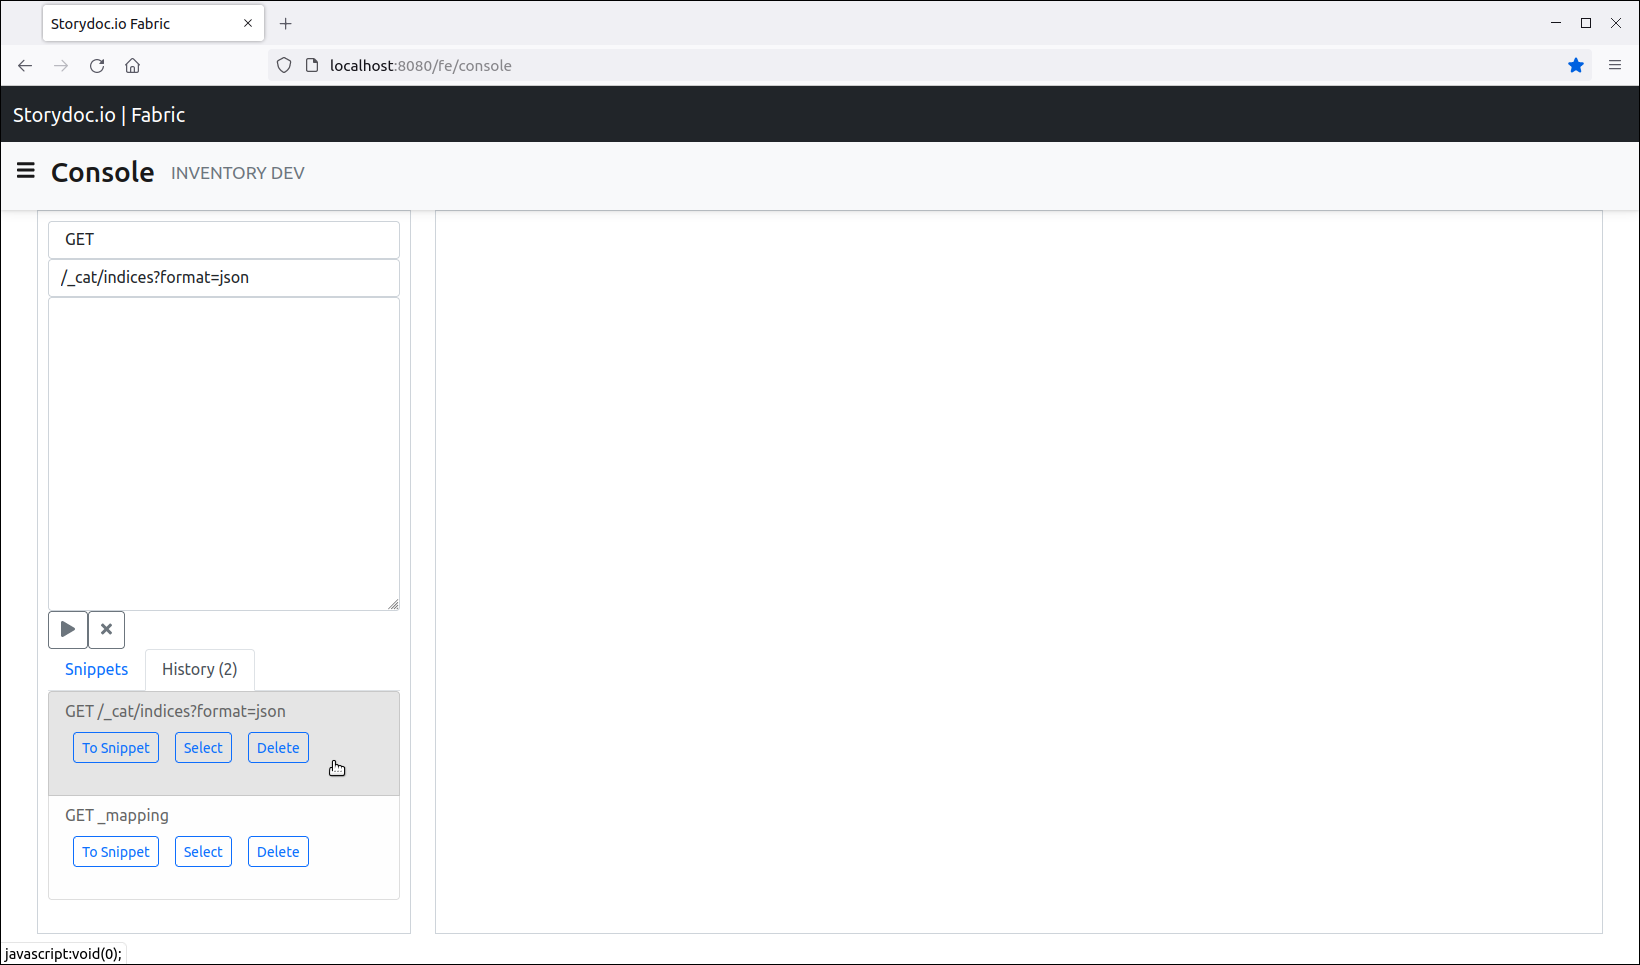 Storydoc.io Fabric
localhost:8080/fe/console
Storydoc.io | Fabric
Console INVENTORY DEV
GET
/_cat/indices?format=json
Snippets History (2)
GET /_cat/indices?format=json
To Snippet Select Delete
GET _mapping
To Snippet Select Delete
javascript:void(0);